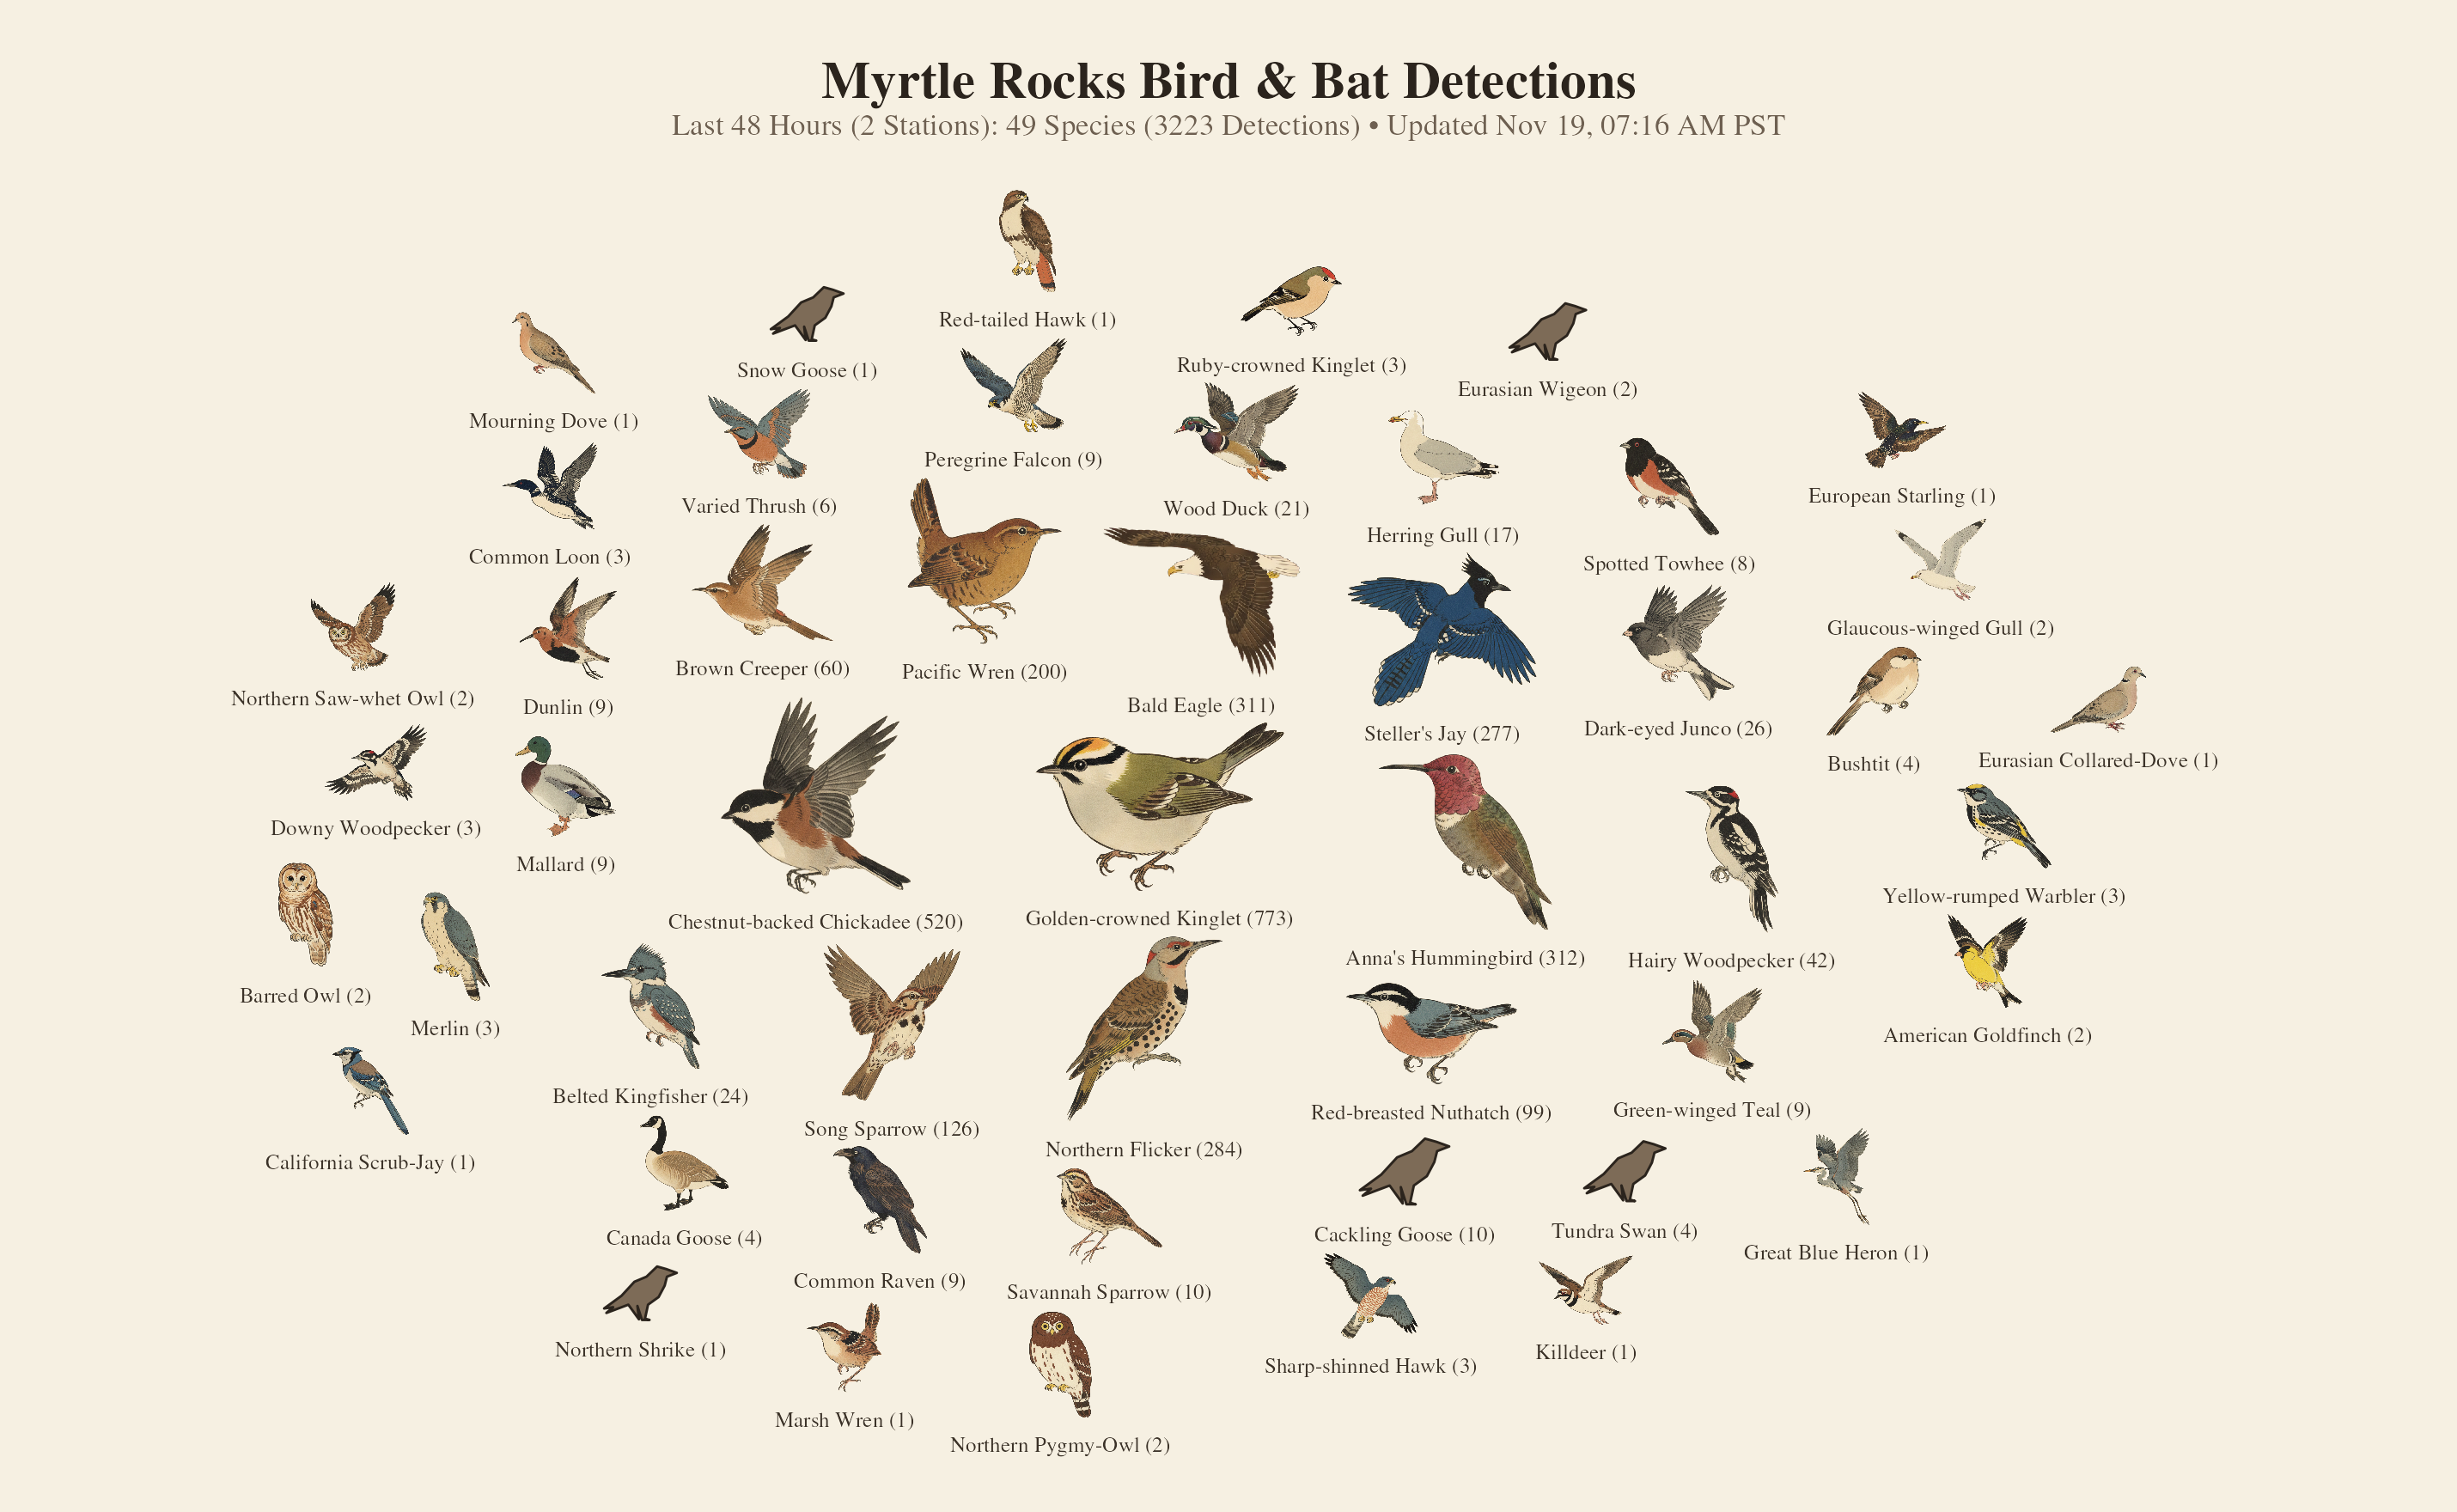 Myrtle Rocks Bird & Bat Detections
Last 48 Hours (2 Stations): 49 Species (3223 Detections) • Updated Nov 19, 07:16 AM PST
Red-tailed Hawk (1)
Ruby-crowned Kinglet (3)
Snow Goose (1)
Eurasian Wigeon (2)
Mourning Dove (1)
Peregrine Falcon (9)
European Starling (1)
Varied Thrush (6)
Wood Duck (21)
Herring Gull (17)
Common Loon (3)
Spotted Towhee (8)
Glaucous-winged Gull (2)
Brown Creeper (60)
Pacific Wren (200)
Northern Saw-whet Owl (2)
Dunlin (9)
Bald Eagle (311)
Steller's Jay (277)
Dark-eyed Junco (26)
Bushtit (4)
Eurasian Collared-Dove (1)
Downy Woodpecker (3)
Mallard (9)
Yellow-rumped Warbler (3)
Chestnut-backed Chickadee (520)
Golden-crowned Kinglet (773)
Anna's Hummingbird (312)
Hairy Woodpecker (42)
Barred Owl (2)
Merlin (3)
American Goldfinch (2)
Belted Kingfisher (24)
Song Sparrow (126)
Red-breasted Nuthatch (99)
Green-winged Teal (9)
Northern Flicker (284)
California Scrub-Jay (1)
Canada Goose (4)
Cackling Goose (10)
Tundra Swan (4)
Great Blue Heron (1)
Common Raven (9)
Savannah Sparrow (10)
Northern Shrike (1)
Sharp-shinned Hawk (3)
Killdeer (1)
Marsh Wren (1)
Northern Pygmy-Owl (2)